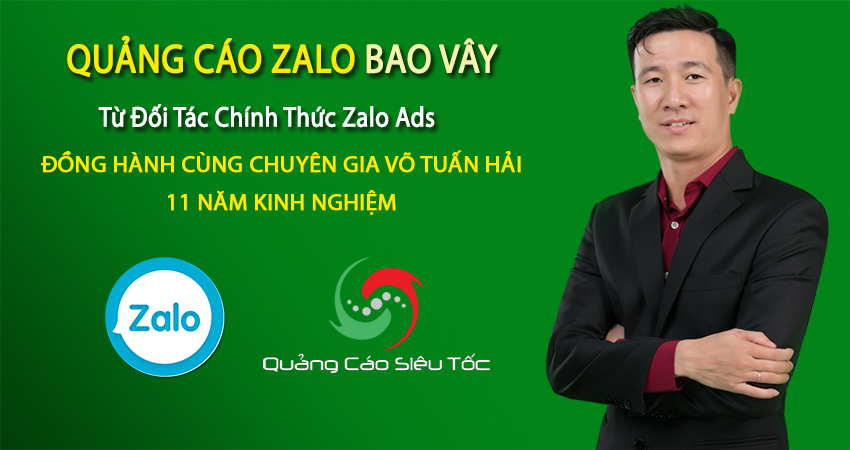 QUẢNG CÁO ZALO BAO VÂY
Từ Đối Tác Chính Thức Zalo Ads
ĐỒNG HÀNH CÙNG CHUYÊN GIA VÕ TUẤN HẢI
11 NĂM KINH NGHIỆM
Zalo
Quảng Cáo Siêu Tốc